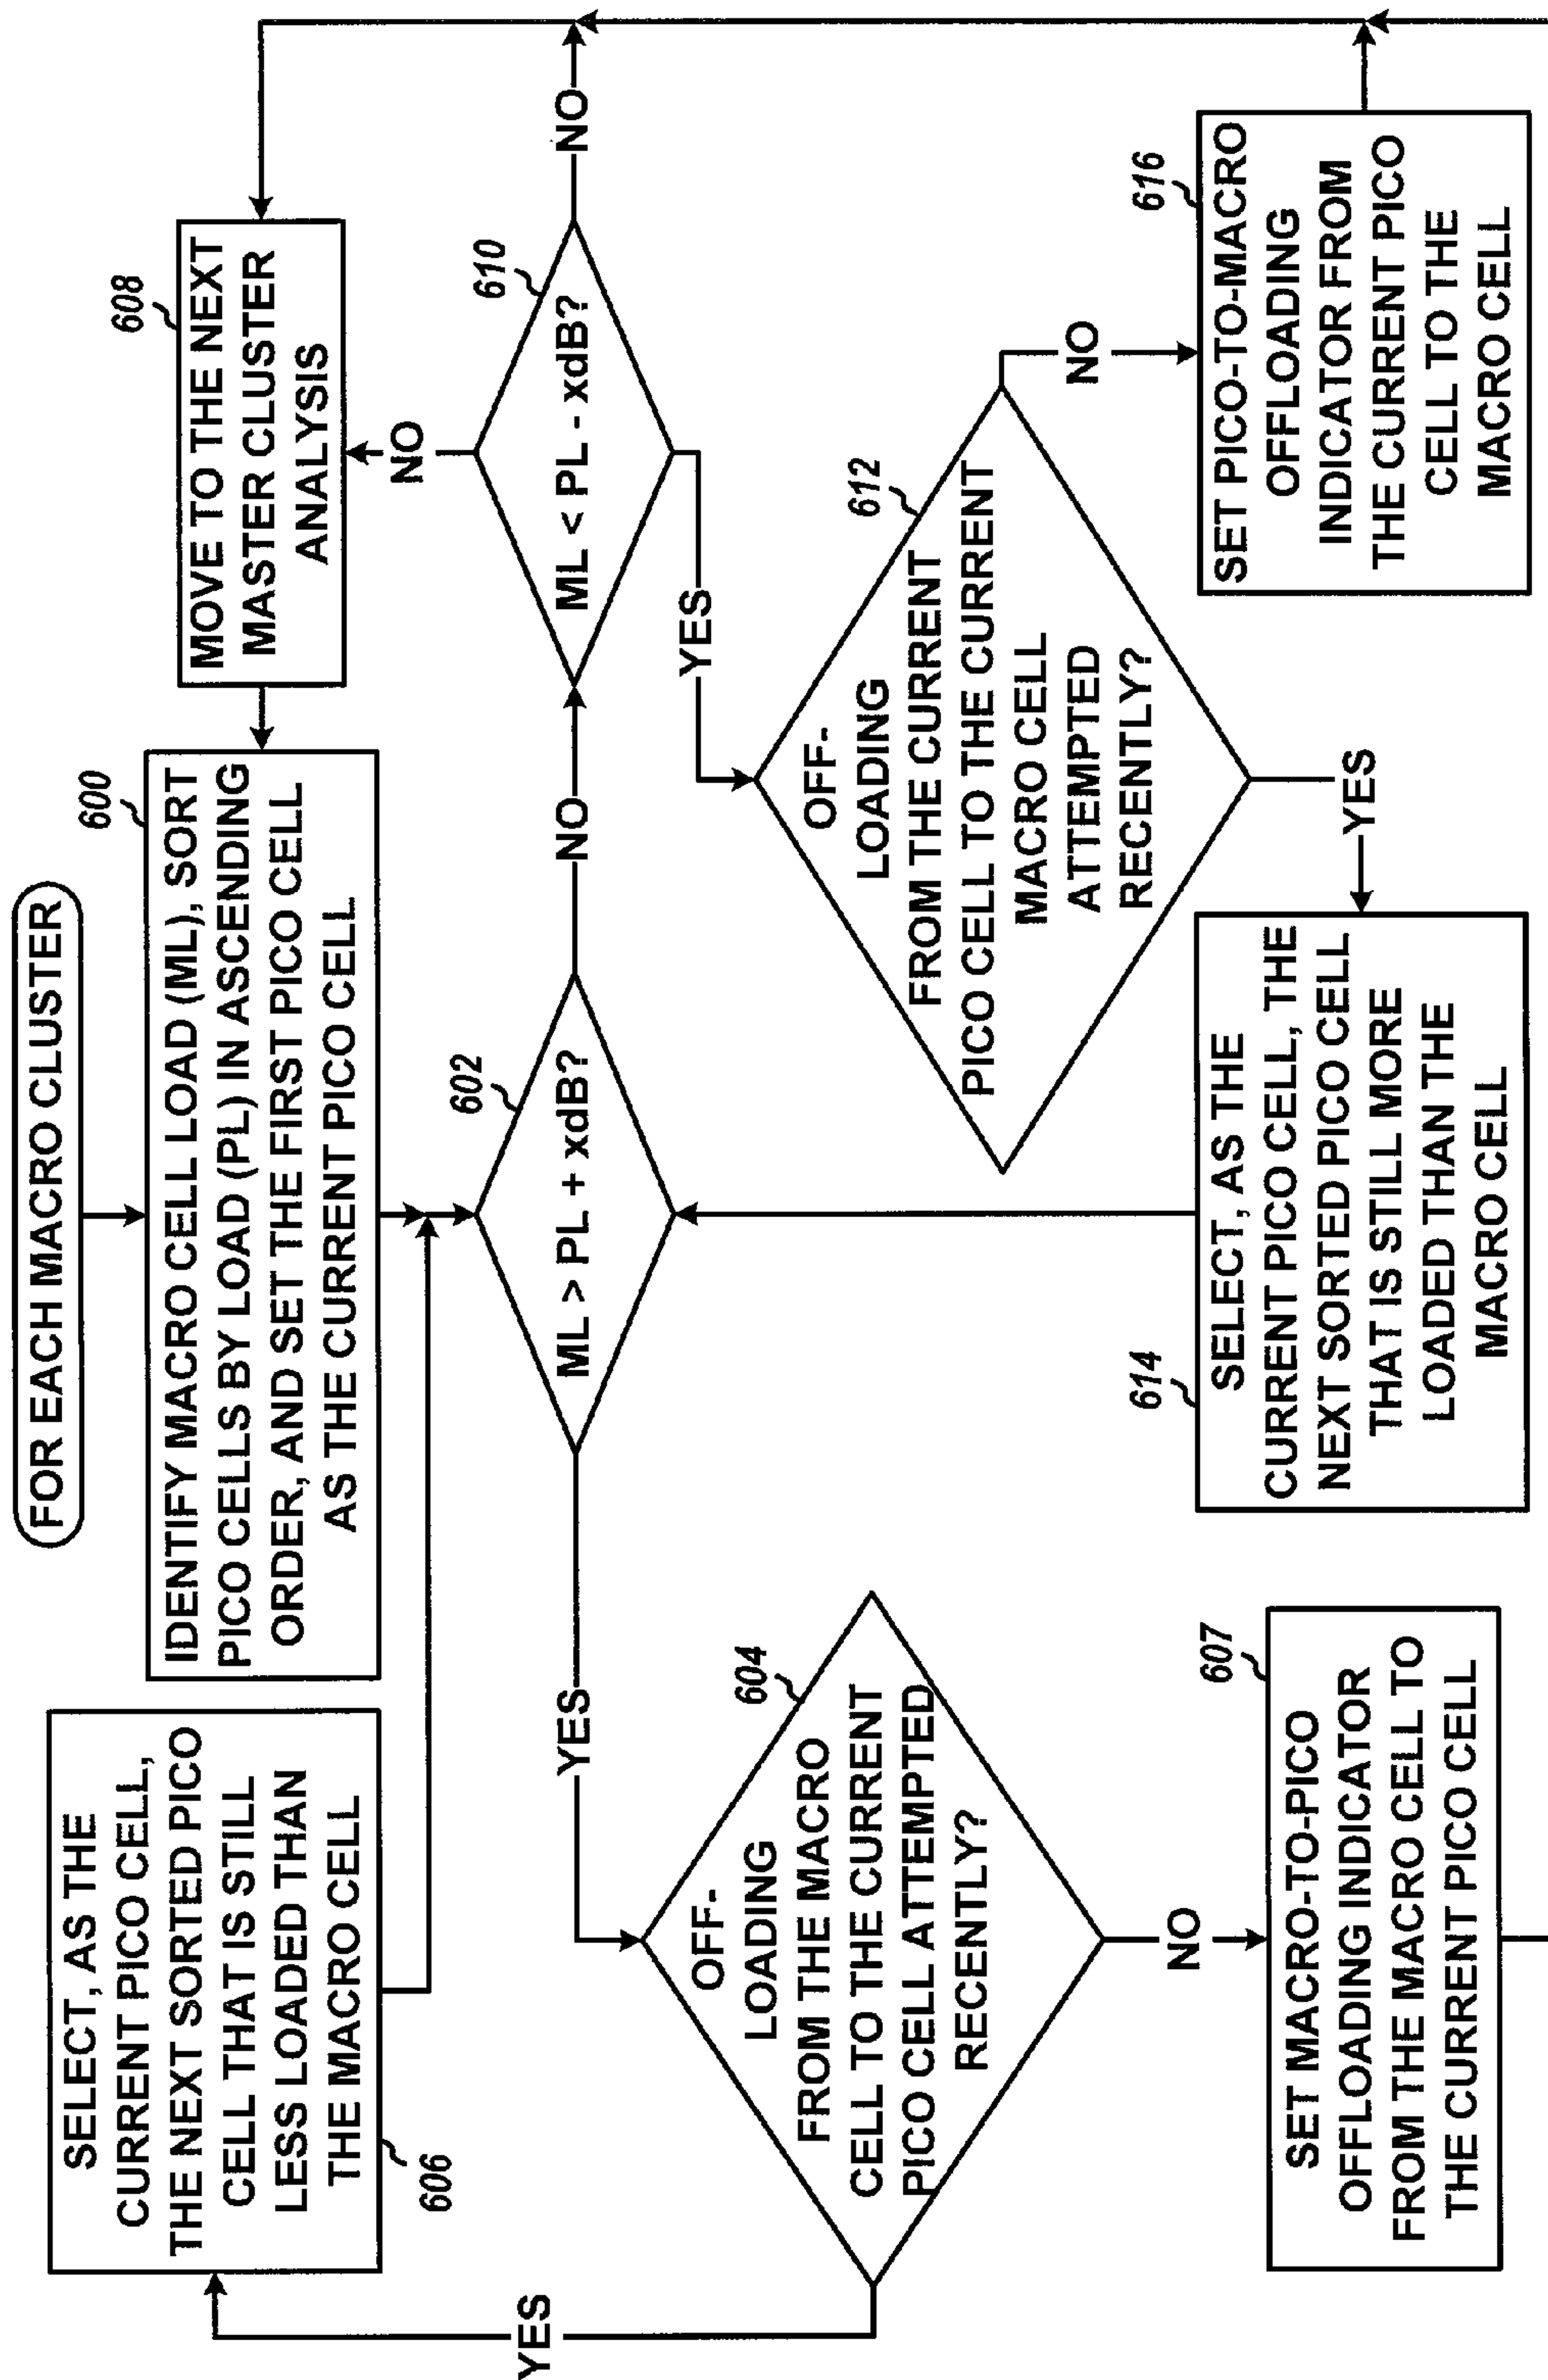 FOR EACH MACRO CLUSTER
600
IDENTIFY MACRO CELL LOAD (ML), SORT
PICO CELLS BY LOAD (PL) IN ASCENDING
ORDER, AND SET THE FIRST PICO CELL
AS THE CURRENT PICO CELL
608
MOVE TO THE NEXT
MASTER CLUSTER
ANALYSIS
SELECT, AS THE
CURRENT PICO CELL,
THE NEXT SORTED PICO
CELL THAT IS STILL
LESS LOADED THAN
THE MACRO CELL
606
602
ML > PL + xdB?
YES
NO
610
ML < PL - xdB?
NO
NO
YES
604
OFF-
LOADING
FROM THE MACRO
CELL TO THE CURRENT
PICO CELL ATTEMPTED
RECENTLY?
YES
NO
612
OFF-
LOADING
FROM THE CURRENT
PICO CELL TO THE CURRENT
MACRO CELL
ATTEMPTED
RECENTLY?
NO
YES
607
SET MACRO-TO-PICO
OFFLOADING INDICATOR
FROM THE MACRO CELL TO
THE CURRENT PICO CELL
614
SELECT, AS THE
CURRENT PICO CELL, THE
NEXT SORTED PICO CELL
THAT IS STILL MORE
LOADED THAN THE
MACRO CELL
616
SET PICO-TO-MACRO
OFFLOADING
INDICATOR FROM
THE CURRENT PICO
CELL TO THE
MACRO CELL